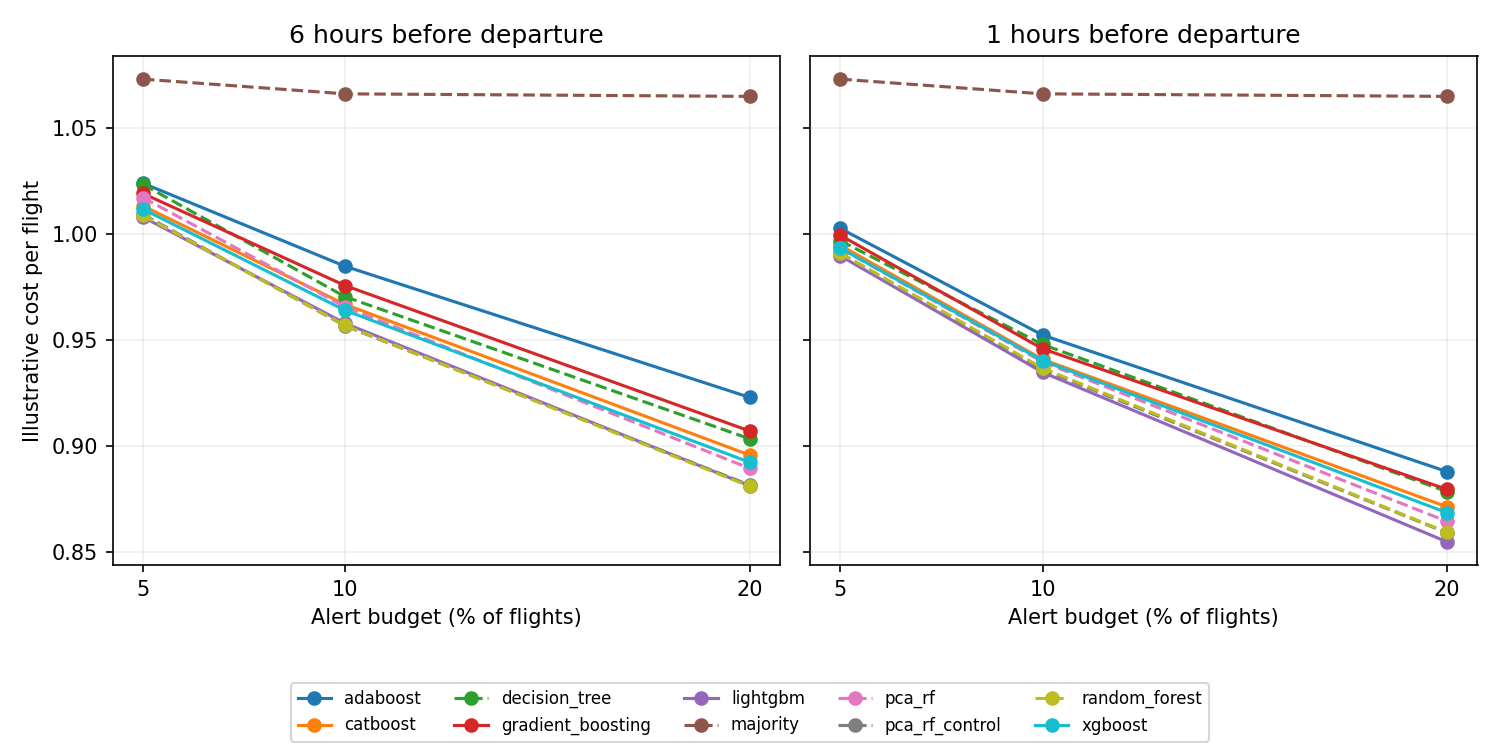 6 hours before departure
1 hours before departure
Illustrative cost per flight
1.05
1.00
0.95
0.90
0.85
5
10
20
5
10
20
Alert budget (% of flights)
Alert budget (% of flights)
adaboost
decision_tree
lightgbm
pca_rf
random_forest
catboost
gradient_boosting
majority
pca_rf_control
xgboost